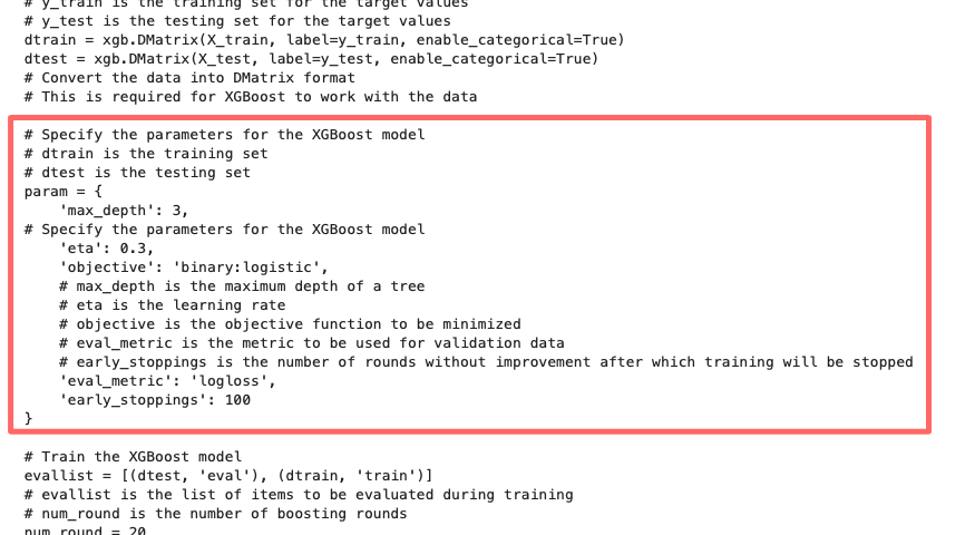 # y_train is the training set for the target values
# y_test is the testing set for the target values
dtrain = xgb.DMatrix(X_train, label=y_train, enable_categorical=True)
dtest = xgb.DMatrix(X_test, label=y_test, enable_categorical=True)
# Convert the data into DMatrix format
# This is required for XGBoost to work with the data
# Specify the parameters for the XGBoost model
# dtrain is the training set
# dtest is the testing set
param = {
    'max_depth': 3,
# Specify the parameters for the XGBoost model
    'eta': 0.3,
    'objective': 'binary:logistic',
    # max_depth is the maximum depth of a tree
    # eta is the learning rate
    # objective is the objective function to be minimized
    # eval_metric is the metric to be used for validation data
    # early_stoppings is the number of rounds without improvement after which training will be stopped
    'eval_metric': 'logloss',
    'early_stoppings': 100
}
# Train the XGBoost model
evallist = [(dtest, 'eval'), (dtrain, 'train')]
# evallist is the list of items to be evaluated during training
# num_round is the number of boosting rounds
num_round = 20